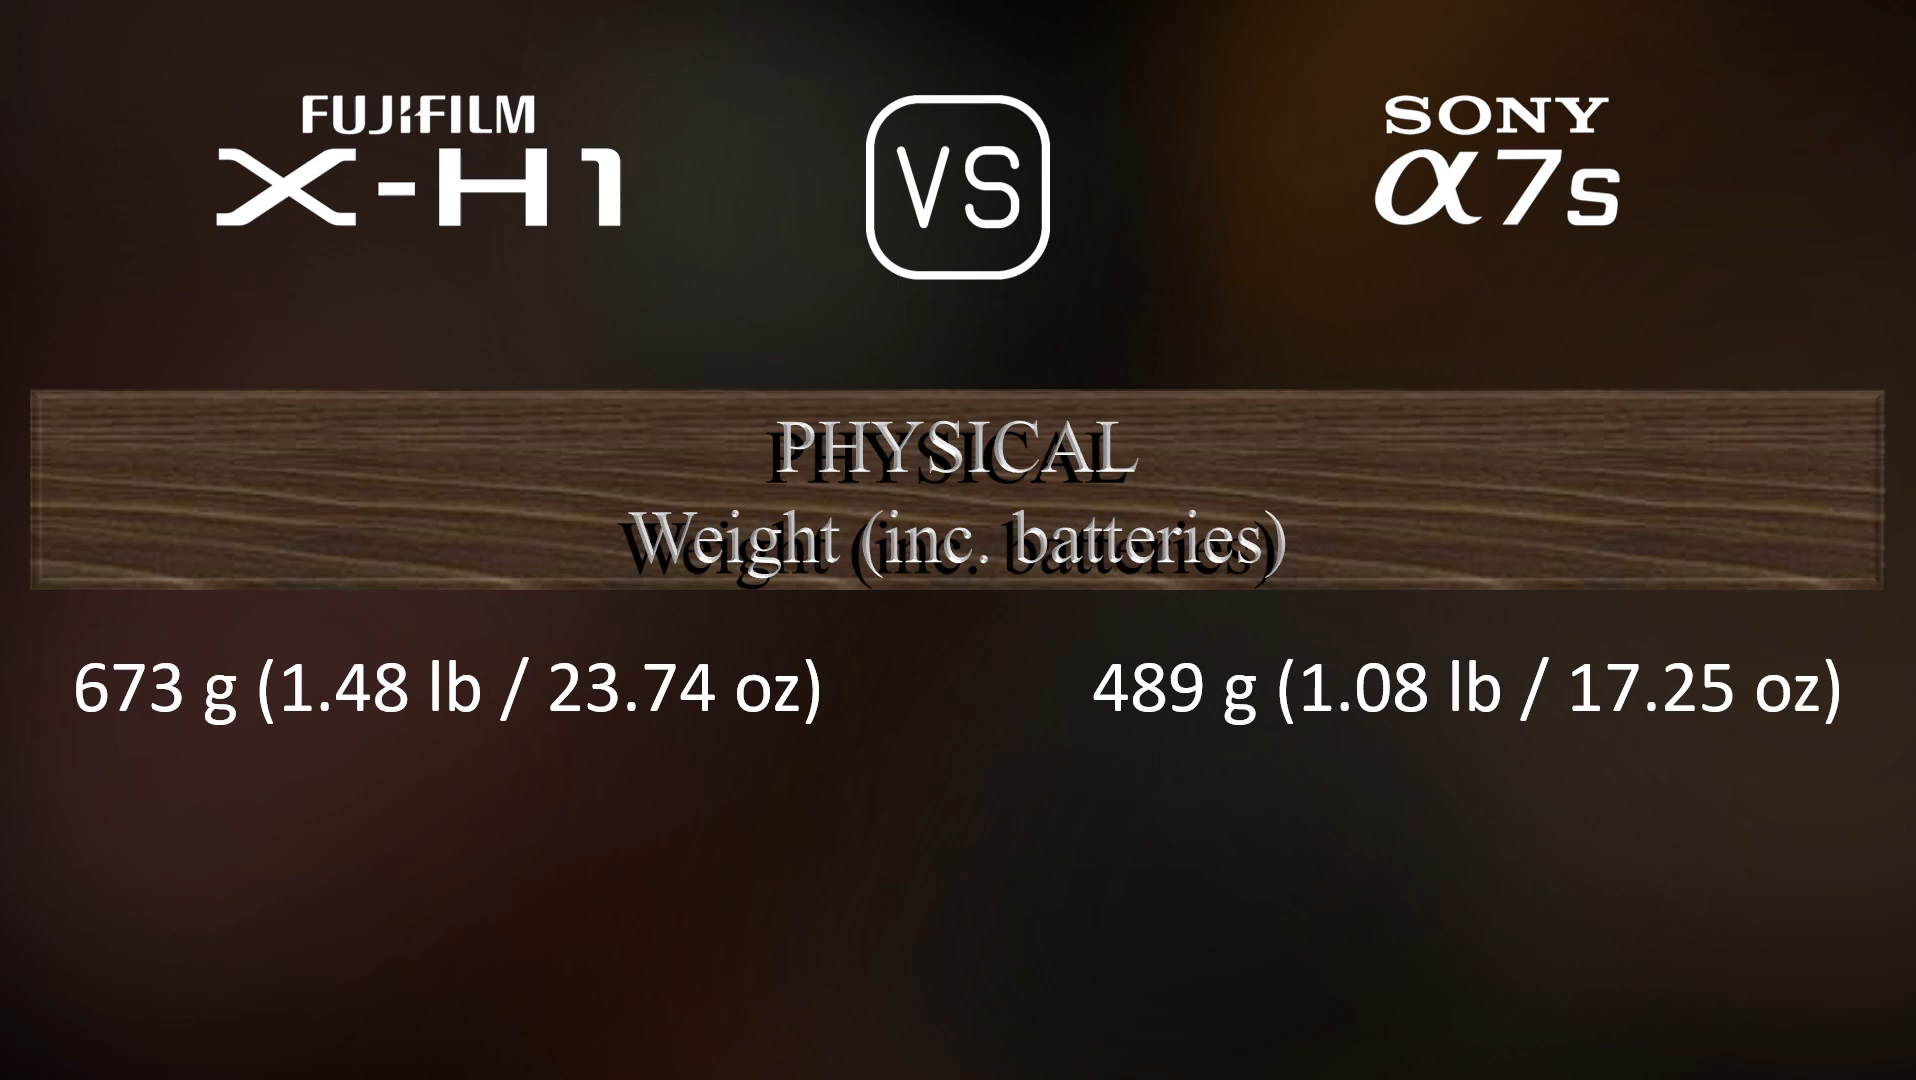 FUJIFILM
X-H1
VS
SONY
α7s
PHYSICAL
Weight (inc. batteries)
673 g (1.48 lb / 23.74 oz)
489 g (1.08 lb / 17.25 oz)